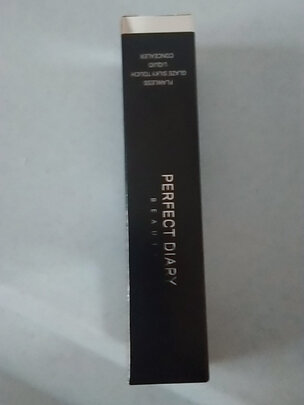 FLAWLESS
GLAZE SILKY TOUCH
LIQUID
CONCEALER
PERFECT DIARY